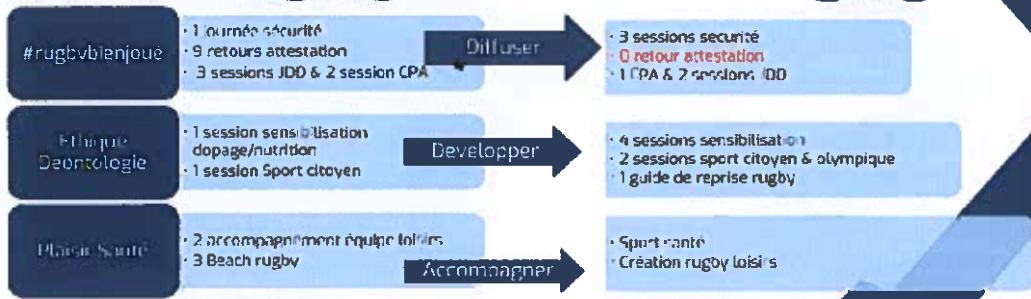 #rugbybienjoué
· 1 journée sécurité
· 9 retours attestation
· 3 sessions JDD & 2 session CPA
Diffuser
· 3 sessions securité
· 0 retour attestation
· 1 CPA & 2 sessions JDD
Ethique
Deontologie
· 1 session sensibilisation
dopage/nutrition
· 1 session Sport citoyen
Developper
· 4 sessions sensibilisation
· 2 sessions sport citoyen & olympique
· 1 guide de reprise rugby
Plaisir Santé
· 2 accompagnement équipe loisirs
· 3 Beach rugby
Accompagner
· Sport santé
· Création rugby loisirs